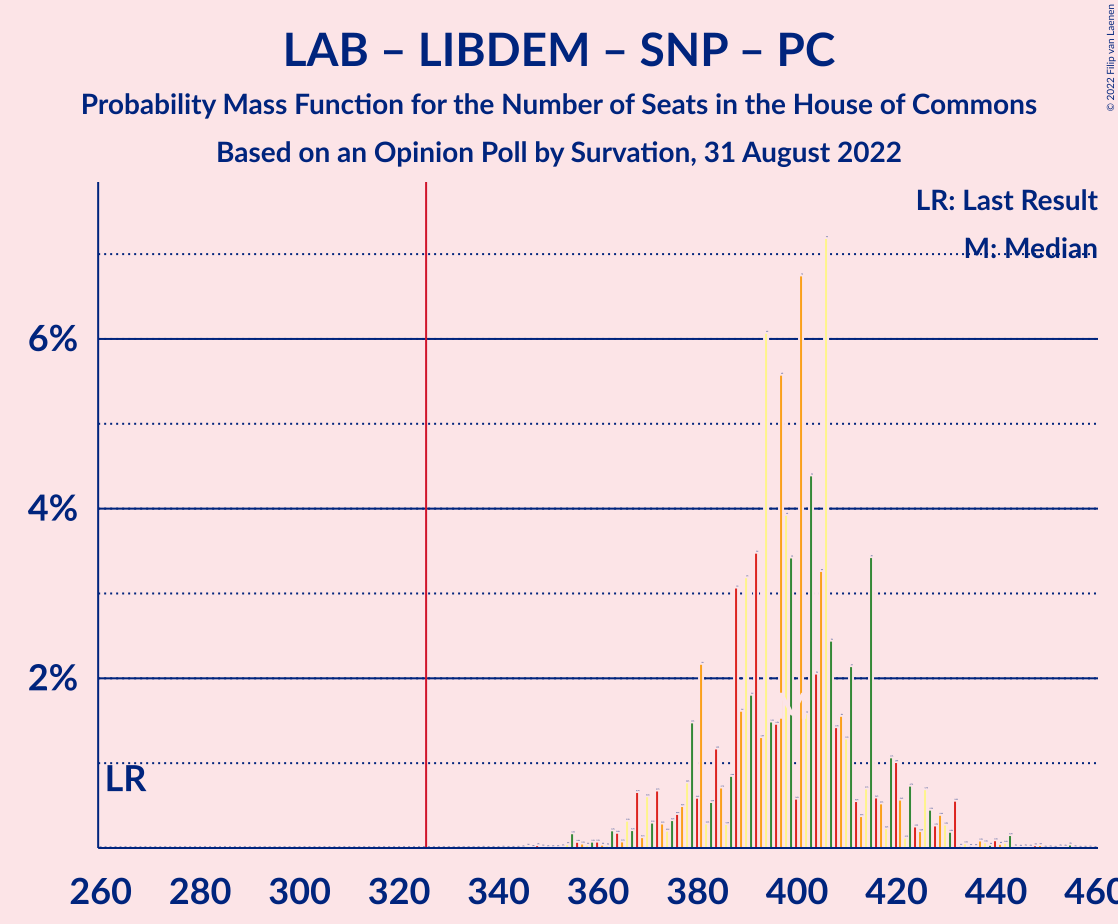 LAB – LIBDEM – SNP – PC
Probability Mass Function for the Number of Seats in the House of Commons
Based on an Opinion Poll by Survation, 31 August 2022
© 2022 Filip van Laenen
LR: Last Result
M: Median
6%
4%
2%
LR
M
260 280 300 320 340 360 380 400 420 440 460